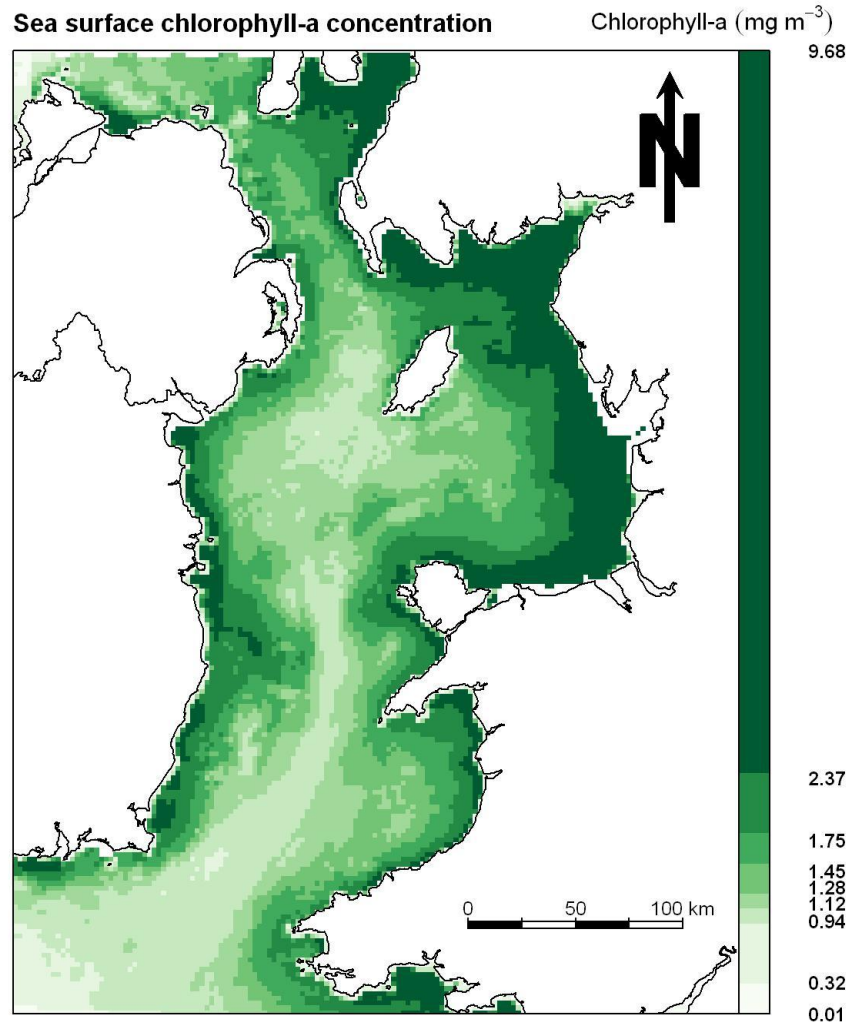 Sea surface chlorophyll-a concentration
Chlorophyll-a (mg m⁻³)
9.68
N
2.37
1.75
1.45
1.28
1.12
0.94
0.32
0.01
0 50 100 km